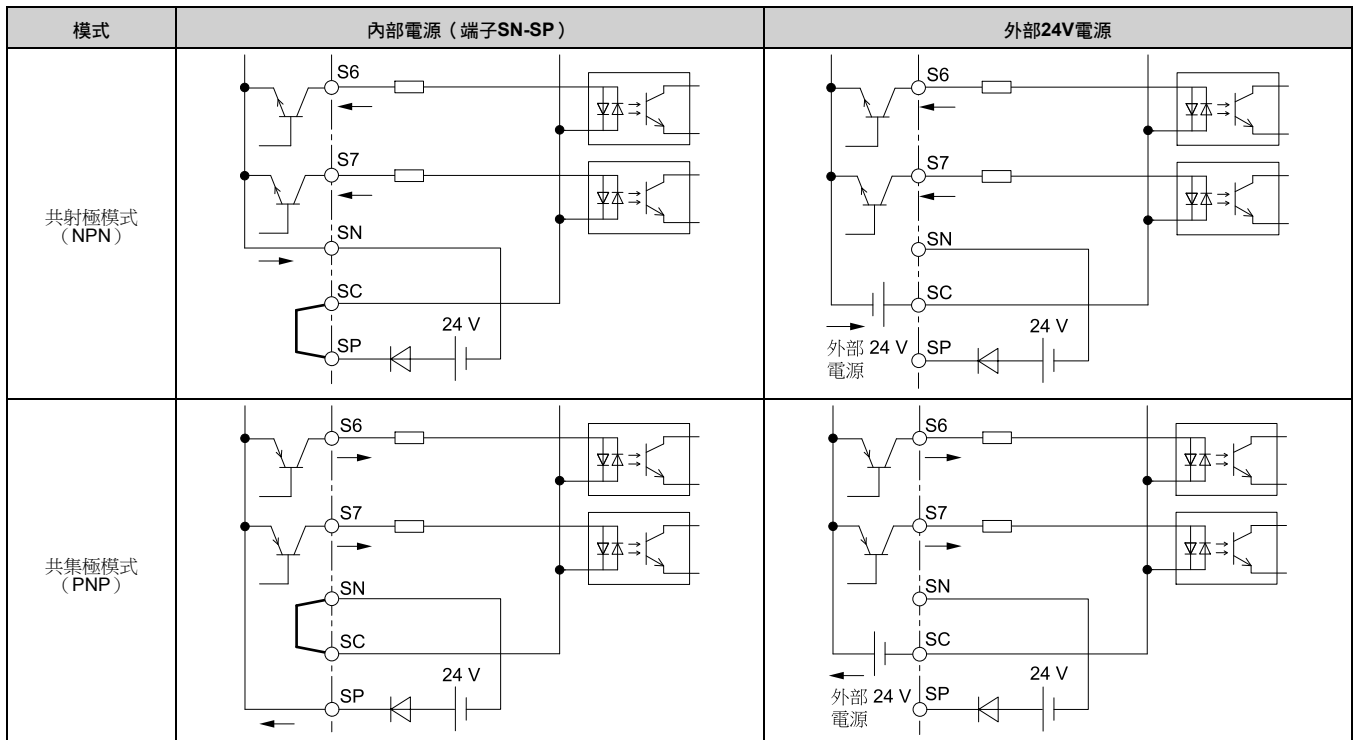 模式
內部電源（端子SN-SP）
外部24V電源
共射極模式
（NPN）
S6
S7
SN
SC
24 V
SP
S6
S7
SN
SC
24 V
外部 24 V
電源
SP
共集極模式
（PNP）
S6
S7
SN
SC
24 V
SP
S6
S7
SN
SC
24 V
外部 24 V
電源
SP